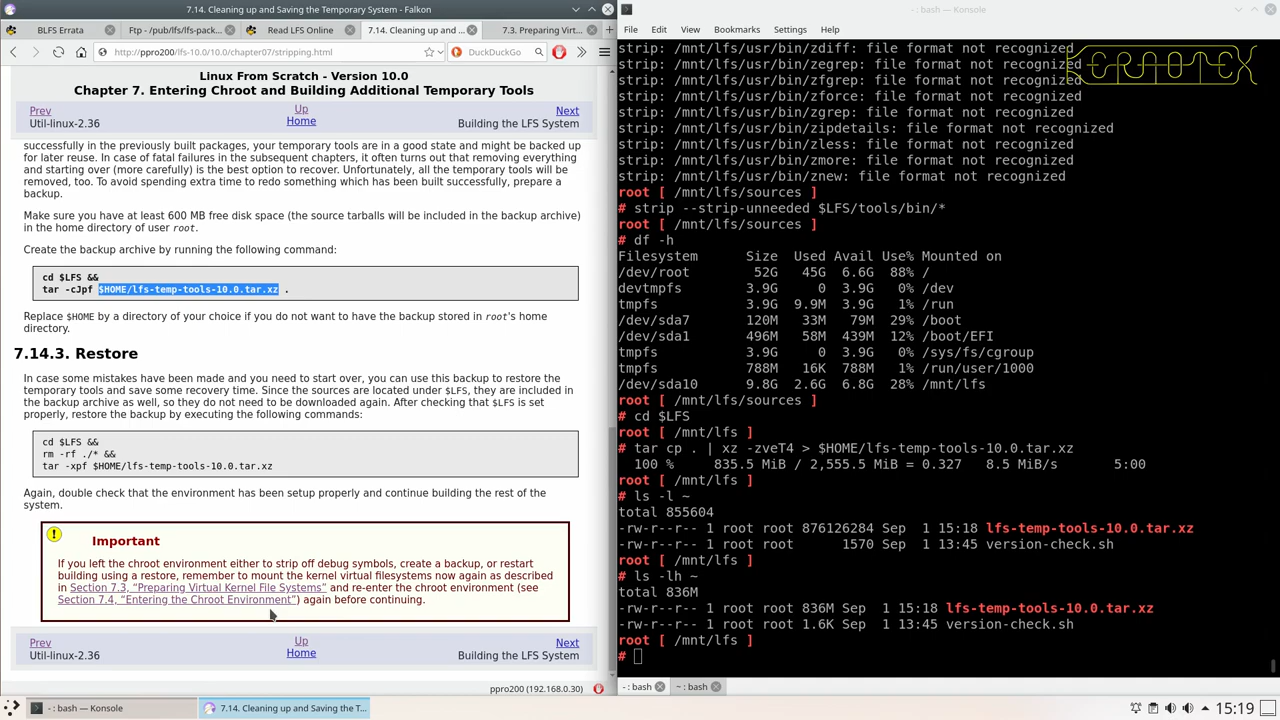 7.14. Cleaning up and Saving the Temporary System - Falkon
BLFS Errata
Ftp - /pub/lfs/lfs-pack...
Read LFS Online
7.14. Cleaning up and ...
7.3. Preparing Virt...
http://ppro200/lfs-10.0/10.0/chapter07/stripping.html
DuckDuckGo
Linux From Scratch - Version 10.0
Chapter 7. Entering Chroot and Building Additional Temporary Tools
Prev
Up
Next
Util-linux-2.36
Home
Building the LFS System
successfully in the previously built packages, your temporary tools are in a good state and might be backed up
for later reuse. In case of fatal failures in the subsequent chapters, it often turns out that removing everything
and starting over (more carefully) is the best option to recover. Unfortunately, all the temporary tools will be
removed, too. To avoid spending extra time to redo something which has been built successfully, prepare a
backup.
Make sure you have at least 600 MB free disk space (the source tarballs will be included in the backup archive)
in the home directory of user root.
Create the backup archive by running the following command:
cd $LFS &&
tar -cJpf $HOME/lfs-temp-tools-10.0.tar.xz .
Replace $HOME by a directory of your choice if you do not want to have the backup stored in root's home
directory.
7.14.3. Restore
In case some mistakes have been made and you need to start over, you can use this backup to restore the
temporary tools and save some recovery time. Since the sources are located under $LFS, they are included in
the backup archive as well, so they do not need to be downloaded again. After checking that $LFS is set
properly, restore the backup by executing the following commands:
cd $LFS &&
rm -rf ./* &&
tar -xpf $HOME/lfs-temp-tools-10.0.tar.xz
Again, double check that the environment has been setup properly and continue building the rest of the
system.
Important
If you left the chroot environment either to strip off debug symbols, create a backup, or restart
building using a restore, remember to mount the kernel virtual filesystems now again as described
in Section 7.3, “Preparing Virtual Kernel File Systems” and re-enter the chroot environment (see
Section 7.4, “Entering the Chroot Environment”) again before continuing.
Prev
Up
Next
Util-linux-2.36
Home
Building the LFS System
ppro200 (192.168.0.30)
- : bash — Konsole
File Edit View Bookmarks Settings Help
strip: /mnt/lfs/usr/bin/zdiff: file format not recognized
strip: /mnt/lfs/usr/bin/zegrep: file format not recognized
strip: /mnt/lfs/usr/bin/zfgrep: file format not recognized
strip: /mnt/lfs/usr/bin/zforce: file format not recognized
strip: /mnt/lfs/usr/bin/zgrep: file format not recognized
strip: /mnt/lfs/usr/bin/zipdetails: file format not recognized
strip: /mnt/lfs/usr/bin/zless: file format not recognized
strip: /mnt/lfs/usr/bin/zmore: file format not recognized
strip: /mnt/lfs/usr/bin/znew: file format not recognized
root [ /mnt/lfs/sources ]
# strip --strip-unneeded $LFS/tools/bin/*
root [ /mnt/lfs/sources ]
# df -h
Filesystem Size Used Avail Use% Mounted on
/dev/root 52G 45G 6.6G 88% /
devtmpfs 3.9G 0 3.9G 0% /dev
tmpfs 3.9G 9.9M 3.9G 1% /run
/dev/sda7 120M 33M 79M 29% /boot
/dev/sda1 496M 58M 439M 12% /boot/EFI
tmpfs 3.9G 0 3.9G 0% /sys/fs/cgroup
tmpfs 788M 16K 788M 1% /run/user/1000
/dev/sda10 9.8G 2.6G 6.8G 28% /mnt/lfs
root [ /mnt/lfs/sources ]
# cd $LFS
root [ /mnt/lfs ]
# tar cp . | xz -zveT4 > $HOME/lfs-temp-tools-10.0.tar.xz
100 % 835.5 MiB / 2,555.5 MiB = 0.327 8.5 MiB/s 5:00
root [ /mnt/lfs ]
# ls -l ~
total 855604
-rw-r--r-- 1 root root 876126284 Sep 1 15:18 lfs-temp-tools-10.0.tar.xz
-rw-r--r-- 1 root root 1570 Sep 1 13:45 version-check.sh
root [ /mnt/lfs ]
# ls -lh ~
total 836M
-rw-r--r-- 1 root root 836M Sep 1 15:18 lfs-temp-tools-10.0.tar.xz
-rw-r--r-- 1 root root 1.6K Sep 1 13:45 version-check.sh
root [ /mnt/lfs ]
#
- : bash
~ : bash
- : bash — Konsole
7.14. Cleaning up and Saving the T...
15:19